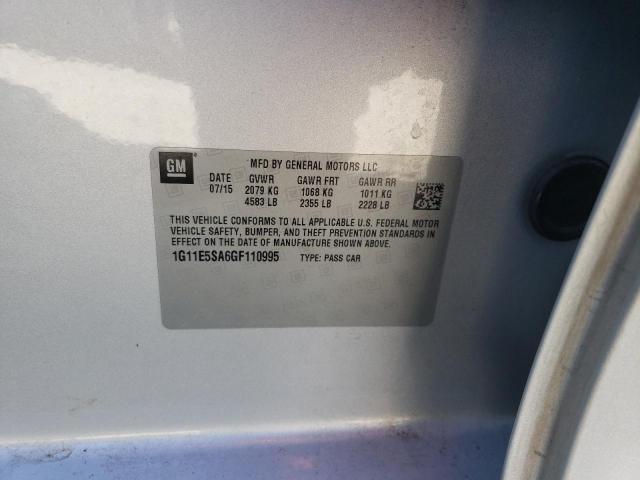 GM
MFD BY GENERAL MOTORS LLC
DATE GVWR GAWR FRT GAWR RR
07/15 2079 KG 1068 KG 1011 KG
4583 LB 2355 LB 2228 LB
THIS VEHICLE CONFORMS TO ALL APPLICABLE U.S. FEDERAL MOTOR
VEHICLE SAFETY, BUMPER, AND THEFT PREVENTION STANDARDS IN
EFFECT ON THE DATE OF MANUFACTURE SHOWN ABOVE.
1G11E5SA6GF110995 TYPE: PASS CAR